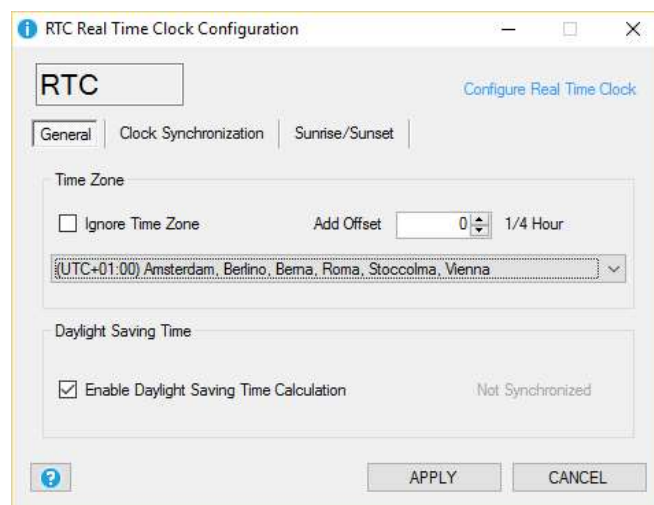 RTC Real Time Clock Configuration
RTC
Configure Real Time Clock
General Clock Synchronization Sunrise/Sunset
Time Zone
Ignore Time Zone Add Offset 0 1/4 Hour
(UTC+01:00) Amsterdam, Berlino, Berna, Roma, Stoccolma, Vienna
Daylight Saving Time
Enable Daylight Saving Time Calculation Not Synchronized
APPLY CANCEL